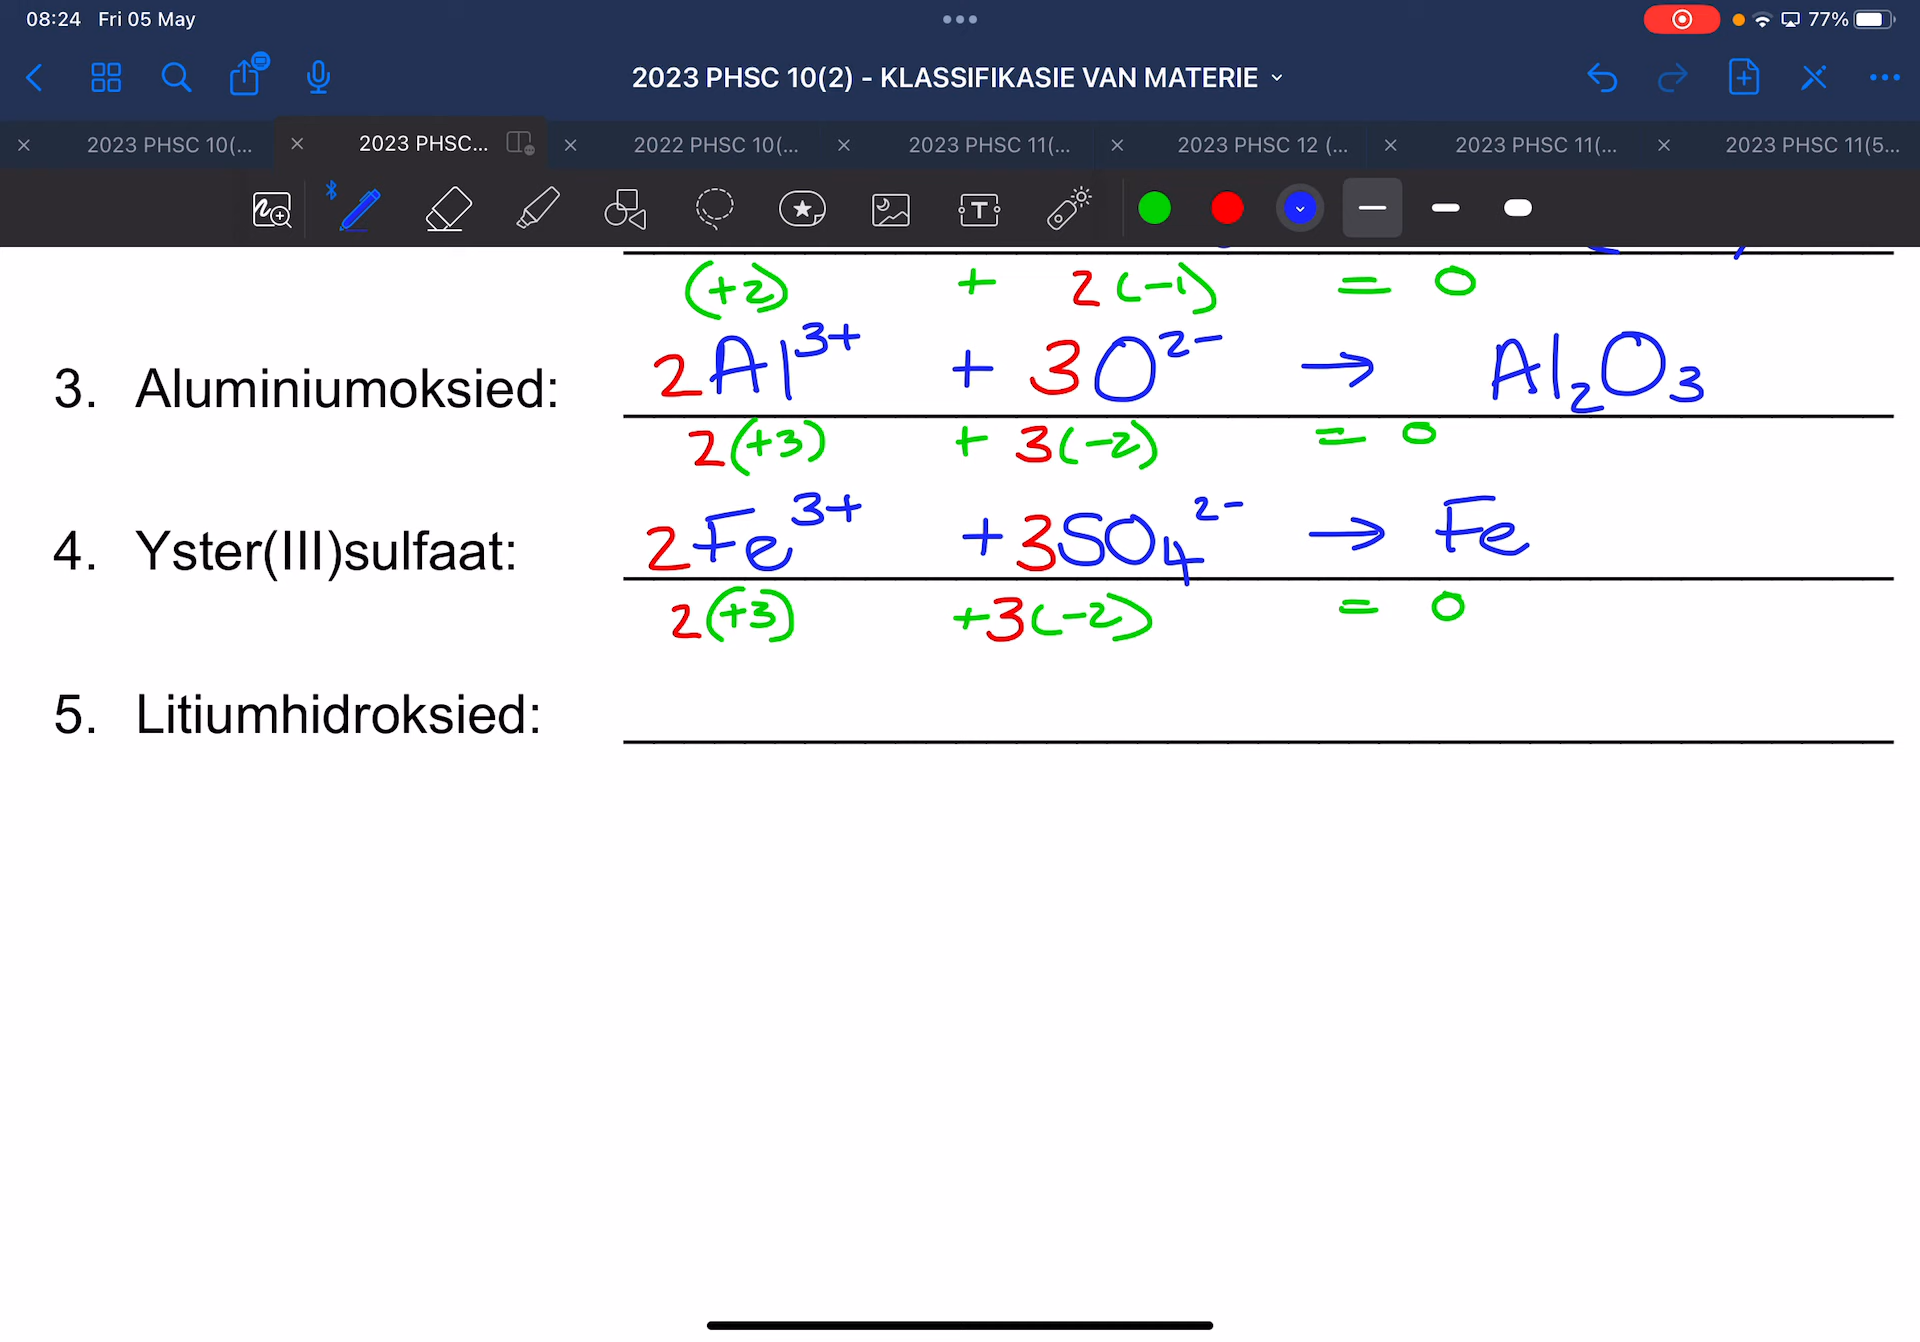 08:24 Fri 05 May 77%
2023 PHSC 10(2) - KLASSIFIKASIE VAN MATERIE
2023 PHSC 10(... 2023 PHSC... 2022 PHSC 10(... 2023 PHSC 11(... 2023 PHSC 12 (... 2023 PHSC 11(... 2023 PHSC 11(5...
T
(+2) + 2(-1) = 0
3. Aluminiumoksied: 2Al³⁺ + 3O²⁻ → Al₂O₃
2(+3) + 3(-2) = 0
4. Yster(III)sulfaat: 2Fe³⁺ + 3SO₄²⁻ → Fe
2(+3) +3(-2) = 0
5. Litiumhidroksied: